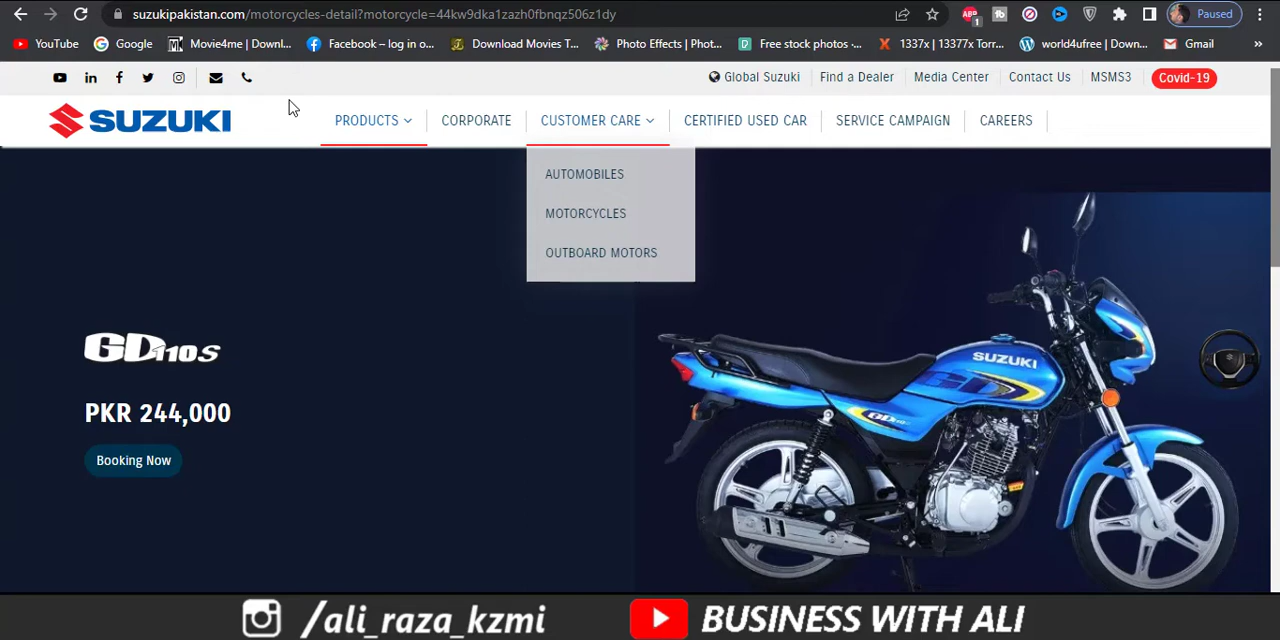 suzukipakistan.com/motorcycles-detail?motorcycle=44kw9dka1zazh0fbnqz506z1dy
1
Paused
YouTube
Google
Movie4me | Downl...
Facebook – log in o...
Download Movies T...
Photo Effects | Phot...
Free stock photos -...
1337x | 13377x Torr...
world4ufree | Down...
Gmail
»
Global Suzuki
Find a Dealer
Media Center
Contact Us
MSMS3
Covid-19
SUZUKI
PRODUCTS
CORPORATE
CUSTOMER CARE
CERTIFIED USED CAR
SERVICE CAMPAIGN
CAREERS
AUTOMOBILES
MOTORCYCLES
OUTBOARD MOTORS
GD110S
PKR 244,000
Booking Now
SUZUKI
GD110S
/ali_raza_kzmi
BUSINESS WITH ALI